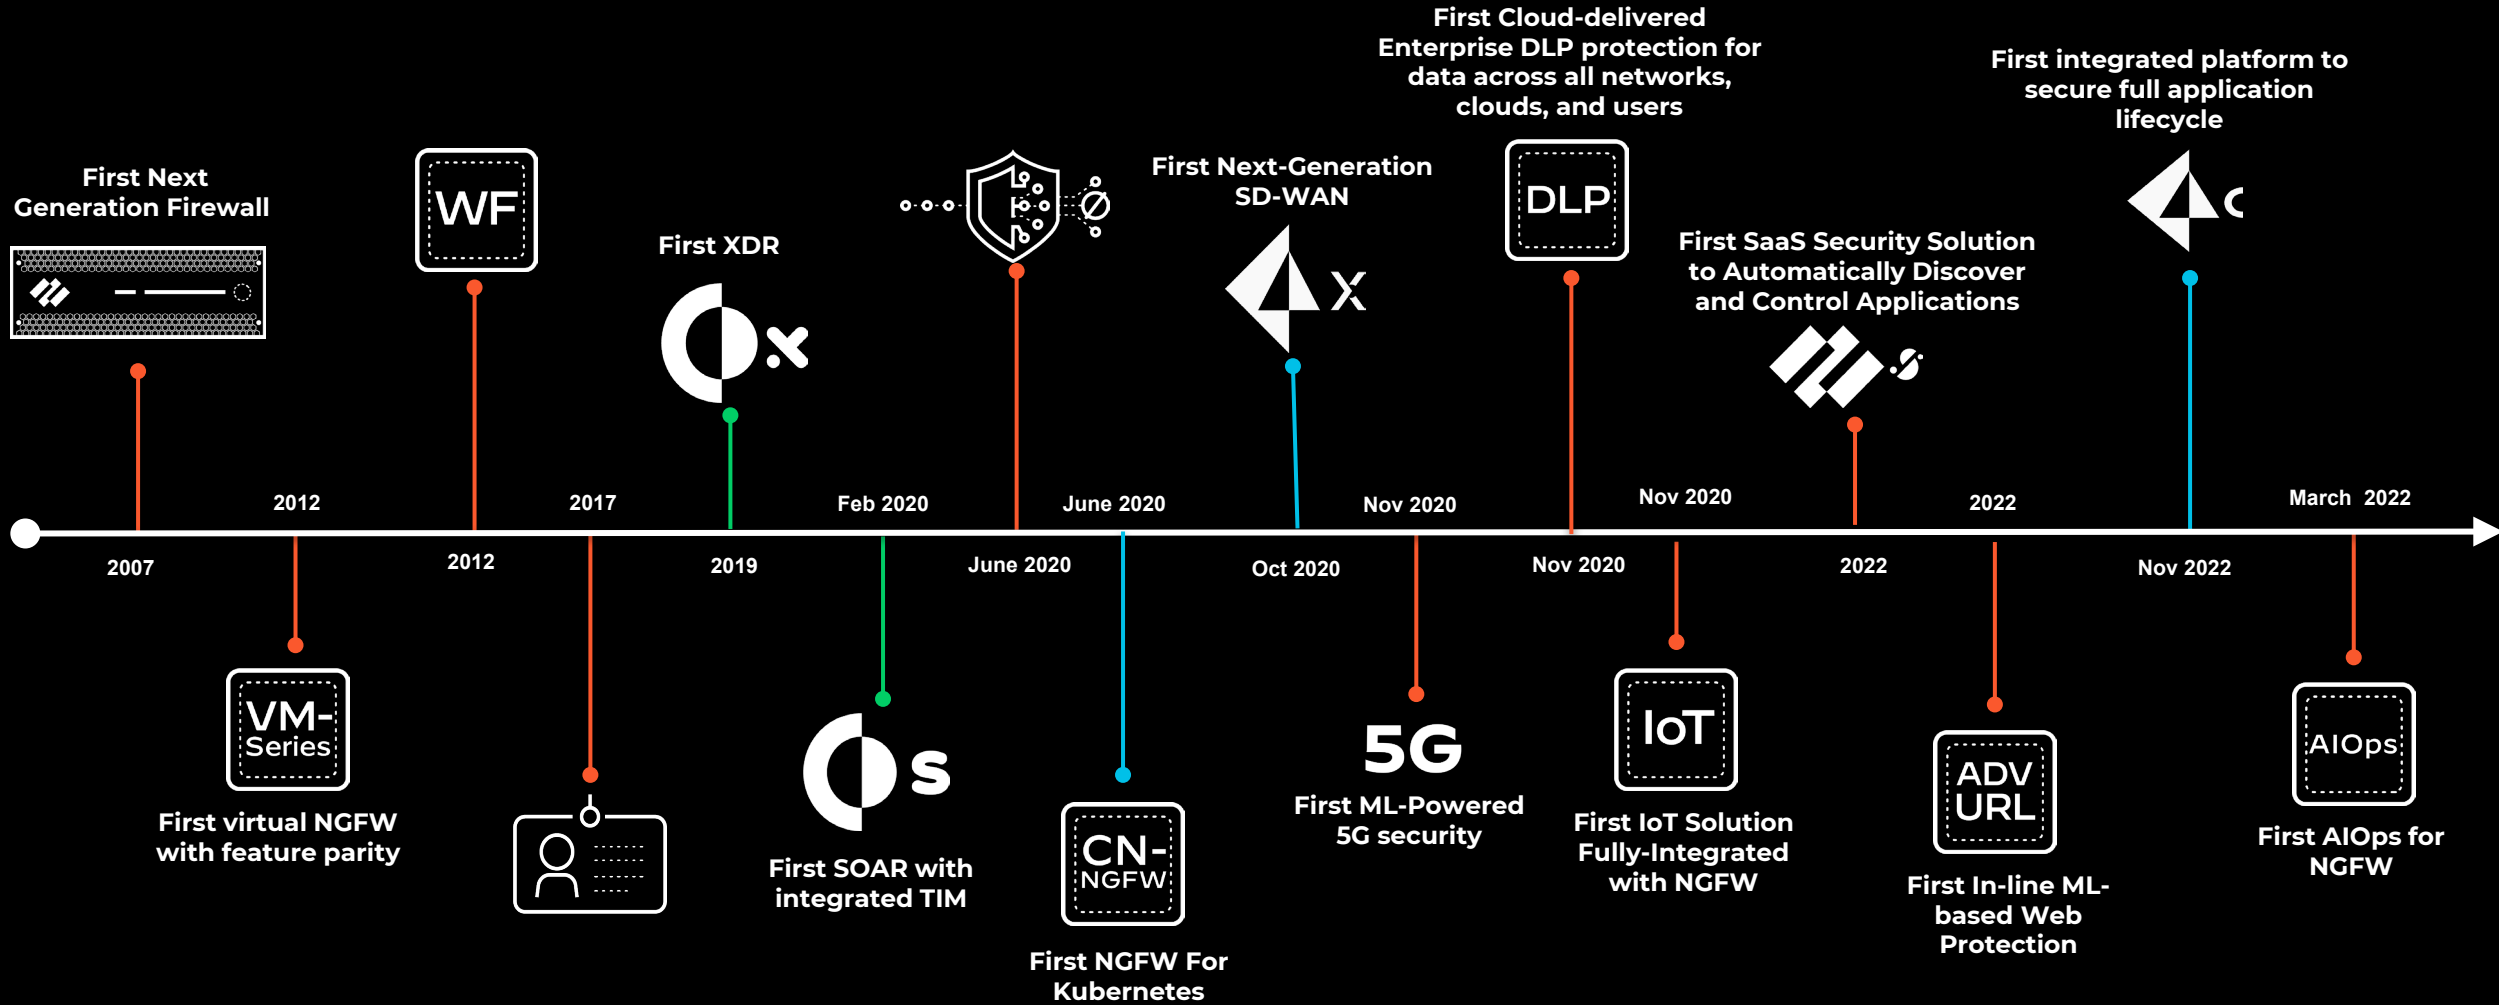 First Next
Generation Firewall
2007
2012
VM-
Series
First virtual NGFW
with feature parity
WF
2012
2017
First XDR
2019
Feb 2020
S
First SOAR with
integrated TIM
June 2020
June 2020
CN-
NGFW
First NGFW For
Kubernetes
First Next-Generation
SD-WAN
X
Oct 2020
Nov 2020
5G
First ML-Powered
5G security
First Cloud-delivered
Enterprise DLP protection for
data across all networks,
clouds, and users
DLP
Nov 2020
Nov 2020
IoT
First IoT Solution
Fully-Integrated
with NGFW
First SaaS Security Solution
to Automatically Discover
and Control Applications
2022
2022
ADV
URL
First In-line ML-
based Web
Protection
First integrated platform to
secure full application
lifecycle
Nov 2022
March 2022
AIOps
First AIOps for
NGFW